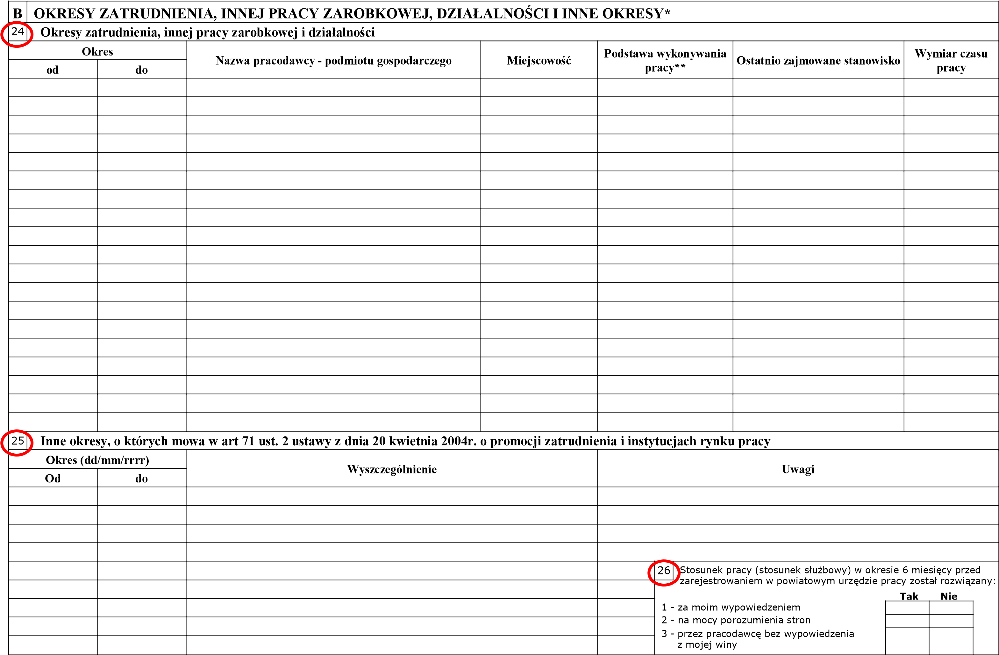 B OKRESY ZATRUDNIENIA, INNEJ PRACY ZAROBKOWEJ, DZIAŁALNOŚCI I INNE OKRESY*
24 Okresy zatrudnienia, innej pracy zarobkowej i działalności
Okres
od do
Nazwa pracodawcy - podmiotu gospodarczego
Miejscowość
Podstawa wykonywania
pracy**
Ostatnio zajmowane stanowisko
Wymiar czasu
pracy
25 Inne okresy, o których mowa w art 71 ust. 2 ustawy z dnia 20 kwietnia 2004r. o promocji zatrudnienia i instytucjach rynku pracy
Okres (dd/mm/rrrr)
Od do
Wyszczególnienie
Uwagi
26 Stosunek pracy (stosunek służbowy) w okresie 6 miesięcy przed
zarejestrowaniem w powiatowym urzędzie pracy został rozwiązany:
Tak Nie
1 - za moim wypowiedzeniem
2 - na mocy porozumienia stron
3 - przez pracodawcę bez wypowiedzenia
z mojej winy